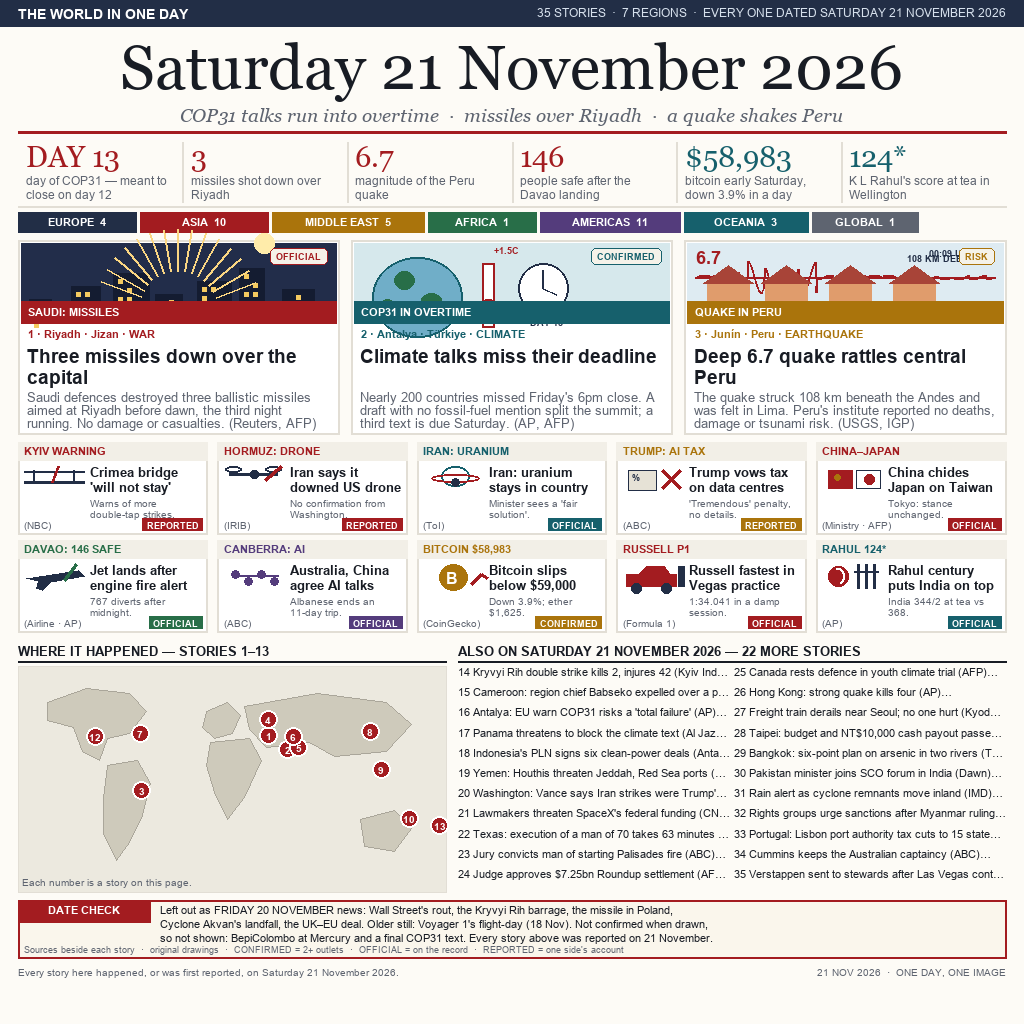 THE WORLD IN ONE DAY
35 STORIES · 7 REGIONS · EVERY ONE DATED SATURDAY 21 NOVEMBER 2026
Saturday 21 November 2026
COP31 talks run into overtime · missiles over Riyadh · a quake shakes Peru
DAY 13
day of COP31 — meant to
close on day 12
3
missiles shot down over
Riyadh
6.7
magnitude of the Peru
quake
146
people safe after the
Davao landing
$58,983
bitcoin early Saturday,
down 3.9% in a day
124*
K L Rahul's score at tea in
Wellington
EUROPE 4
ASIA 10
MIDDLE EAST 5
AFRICA 1
AMERICAS 11
OCEANIA 3
GLOBAL 1
OFFICIAL
SAUDI: MISSILES
1 · Riyadh · Jizan · WAR
Three missiles down over the
capital
Saudi defences destroyed three ballistic missiles
aimed at Riyadh before dawn, the third night
running. No damage or casualties. (Reuters, AFP)
+1.5C
CONFIRMED
COP31 IN OVERTIME
2 · Antalya · Türkiye · CLIMATE
Climate talks miss their deadline
Nearly 200 countries missed Friday's 6pm close. A
draft with no fossil-fuel mention split the summit; a
third text is due Saturday. (AP, AFP)
6.7
00:09
108 KM
RISK
QUAKE IN PERU
3 · Junín · Peru · EARTHQUAKE
Deep 6.7 quake rattles central
Peru
The quake struck 108 km beneath the Andes and
was felt in Lima. Peru's institute reported no deaths,
damage or tsunami risk. (USGS, IGP)
KYIV WARNING
Crimea bridge
'will not stay'
Warns of more
double-tap strikes.
(NBC)
REPORTED
HORMUZ: DRONE
Iran says it
downed US drone
No confirmation from
Washington.
(IRIB)
REPORTED
IRAN: URANIUM
Iran: uranium
stays in country
Minister sees a 'fair
solution'.
(ToI)
OFFICIAL
TRUMP: AI TAX
%
Trump vows tax
on data centres
'Tremendous' penalty,
no details.
(ABC)
REPORTED
CHINA–JAPAN
China chides
Japan on Taiwan
Tokyo: stance
unchanged.
(Ministry · AFP)
OFFICIAL
DAVAO: 146 SAFE
Jet lands after
engine fire alert
767 diverts after
midnight.
(Airline · AP)
OFFICIAL
CANBERRA: AI
Australia, China
agree AI talks
Albanese ends an
11-day trip.
(ABC)
OFFICIAL
BITCOIN $58,983
B
Bitcoin slips
below $59,000
Down 3.9%; ether
$1,625.
(CoinGecko)
CONFIRMED
RUSSELL P1
Russell fastest in
Vegas practice
1:34.041 in a damp
session.
(Formula 1)
OFFICIAL
RAHUL 124*
Rahul century
puts India on top
India 344/2 at tea vs
368.
(AP)
OFFICIAL
WHERE IT HAPPENED — STORIES 1–13
12
7
4
1
6
2
5
8
3
9
10
13
Each number is a story on this page.
ALSO ON SATURDAY 21 NOVEMBER 2026 — 22 MORE STORIES
14 Kryvyi Rih double strike kills 2, injures 42 (Kyiv Ind…
15 Cameroon: region chief Babseko expelled over a p…
16 Antalya: EU warn COP31 risks a 'total failure' (AP)…
17 Panama threatens to block the climate text (Al Jaz…
18 Indonesia's PLN signs six clean-power deals (Anta…
19 Yemen: Houthis threaten Jeddah, Red Sea ports (…
20 Washington: Vance says Iran strikes were Trump'…
21 Lawmakers threaten SpaceX's federal funding (CN…
22 Texas: execution of a man of 70 takes 63 minutes …
23 Jury convicts man of starting Palisades fire (ABC)…
24 Judge approves $7.25bn Roundup settlement (AF…
25 Canada rests defence in youth climate trial (AFP)…
26 Hong Kong: strong quake kills four (AP)…
27 Freight train derails near Seoul; no one hurt (Kyod…
28 Taipei: budget and NT$10,000 cash payout passe…
29 Bangkok: six-point plan on arsenic in two rivers (T…
30 Pakistan minister joins SCO forum in India (Dawn)…
31 Rain alert as cyclone remnants move inland (IMD)…
32 Rights groups urge sanctions after Myanmar ruling…
33 Portugal: Lisbon port authority tax cuts to 15 state…
34 Cummins keeps the Australian captaincy (ABC)…
35 Verstappen sent to stewards after Las Vegas cont…
DATE CHECK
Left out as FRIDAY 20 NOVEMBER news: Wall Street's rout, the Kryvyi Rih barrage, the missile in Poland,
Cyclone Akvan's landfall, the UK–EU deal. Older still: Voyager 1's flight-day (18 Nov). Not confirmed when drawn,
so not shown: BepiColombo at Mercury and a final COP31 text. Every story above was reported on 21 November.
Sources beside each story · original drawings · CONFIRMED = 2+ outlets · OFFICIAL = on the record · REPORTED = one side's account
Every story here happened, or was first reported, on Saturday 21 November 2026.
21 NOV 2026 · ONE DAY, ONE IMAGE